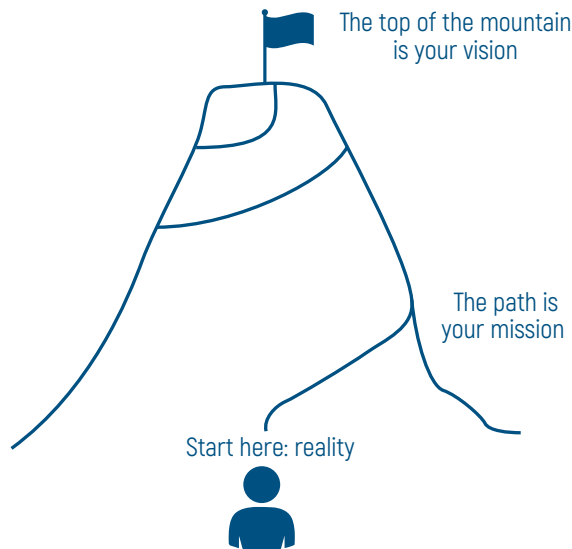 The top of the mountain
is your vision
The path is
your mission
Start here: reality